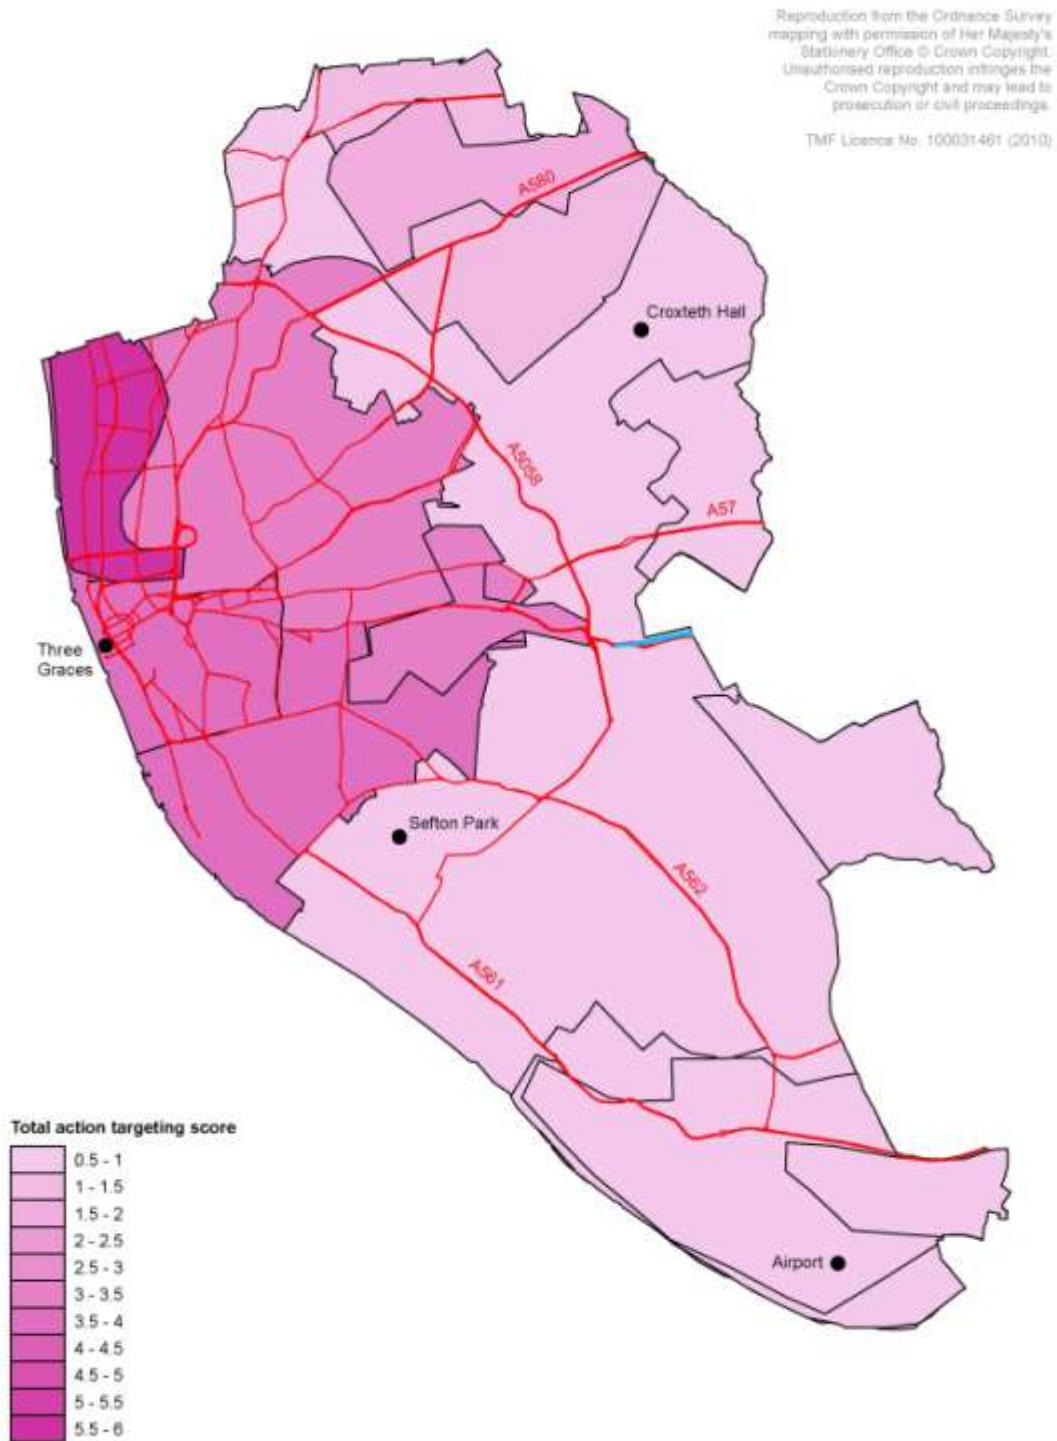 Reproduction from the Ordnance Survey
mapping with permission of Her Majesty's
Stationery Office © Crown Copyright.
Unauthorised reproduction infringes the
Crown Copyright and may lead to
prosecution or civil proceedings.
TMF Licence No. 100031461 (2010)
A580
Croxteth Hall
A5058
A57
Three
Graces
Sefton Park
A562
A561
Airport
Total action targeting score
0.5 - 1
1 - 1.5
1.5 - 2
2 - 2.5
2.5 - 3
3 - 3.5
3.5 - 4
4 - 4.5
4.5 - 5
5 - 5.5
5.5 - 6